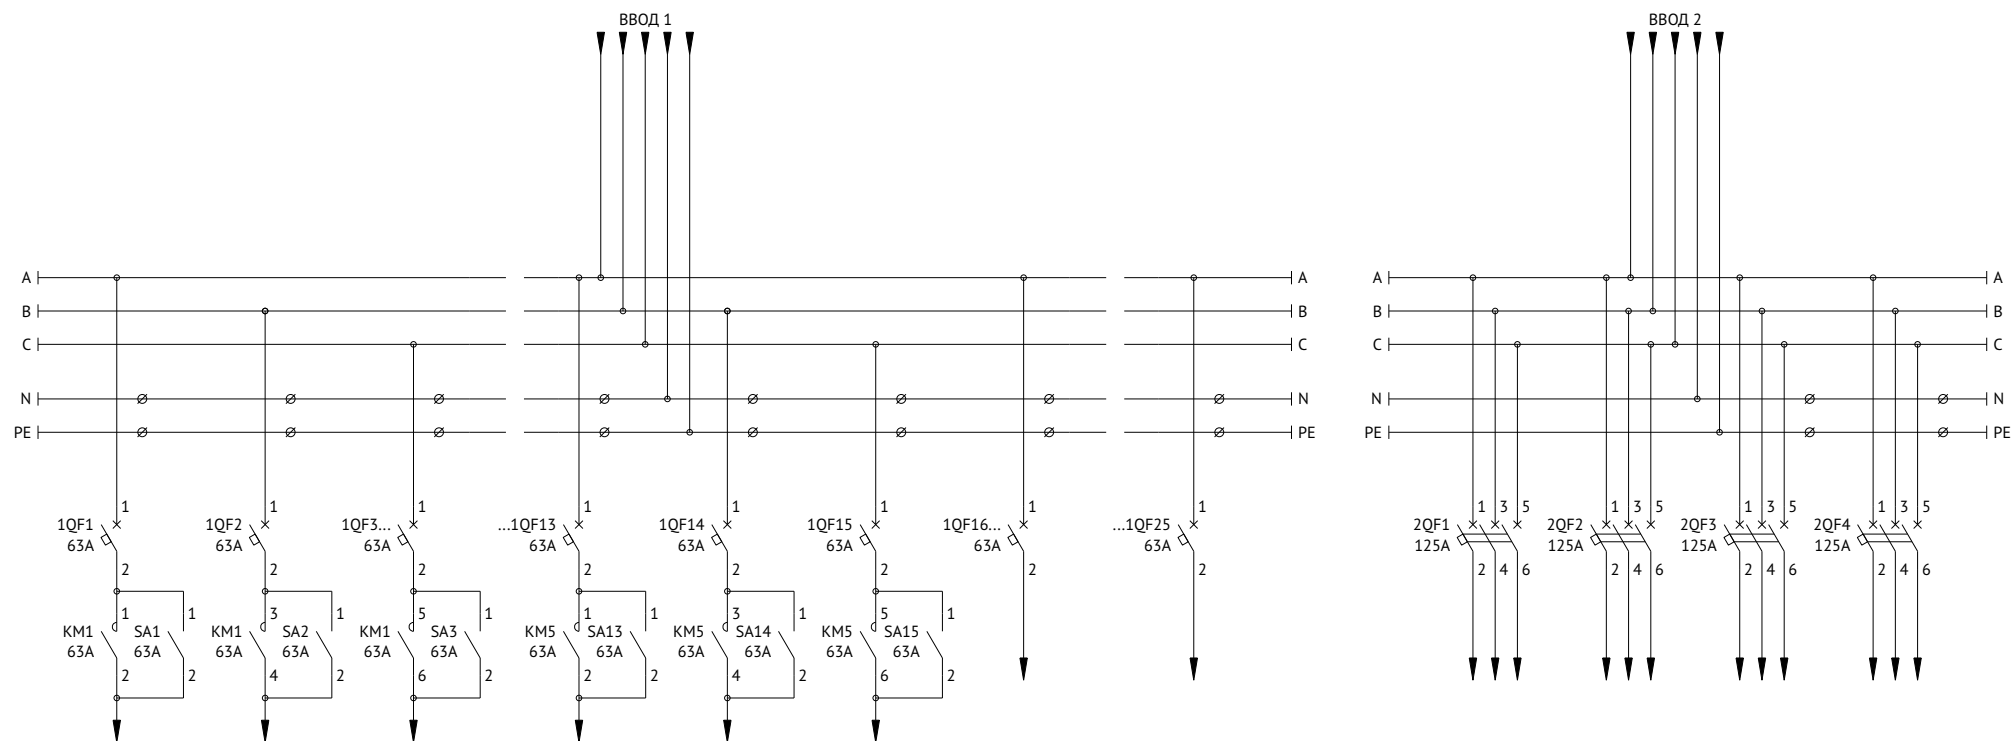 ВВОД 1
ВВОД 2
A A A A
B B B B
C C C C
N N N N
PE PE PE PE
1 1 1 1 1 1 1 1 1 3 5 1 3 5 1 3 5 1 3 5
1QF1 1QF2 1QF3... ...1QF13 1QF14 1QF15 1QF16... ...1QF25 2QF1 2QF2 2QF3 2QF4
63A 63A 63A 63A 63A 63A 63A 63A 125A 125A 125A 125A
2 2 2 2 2 2 2 2 2 4 6 2 4 6 2 4 6 2 4 6
1 1 3 1 5 1 1 1 3 1 5 1
KM1 SA1 KM1 SA2 KM1 SA3 KM5 SA13 KM5 SA14 KM5 SA15
63A 63A 63A 63A 63A 63A 63A 63A 63A 63A 63A 63A
2 2 4 2 6 2 2 2 4 2 6 2